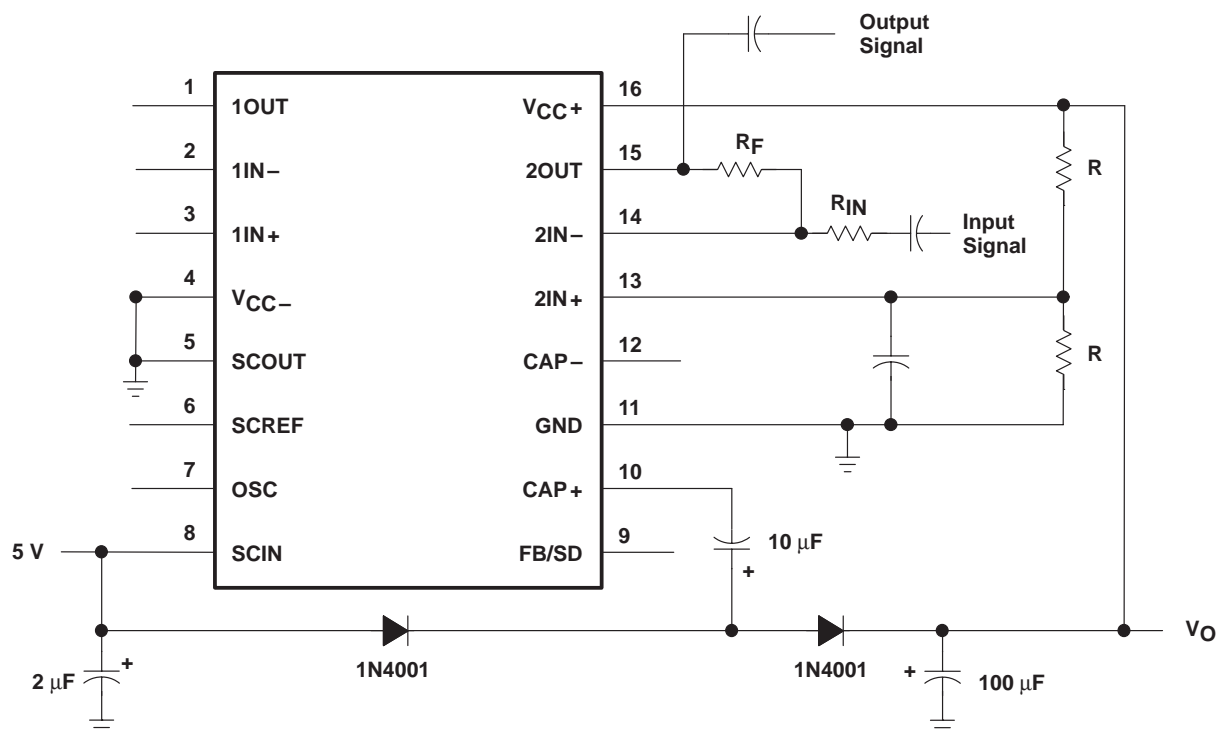 Output
Signal
1
1OUT
VCC+
16
2
1IN−
2OUT
15
RF
R
3
1IN+
2IN−
14
RIN
Input
Signal
4
VCC−
2IN+
13
5
SCOUT
CAP−
12
R
6
SCREF
GND
11
7
OSC
CAP+
10
5 V
8
SCIN
FB/SD
9
10 μF
+
VO
+
2 μF
1N4001
1N4001
+
100 μF